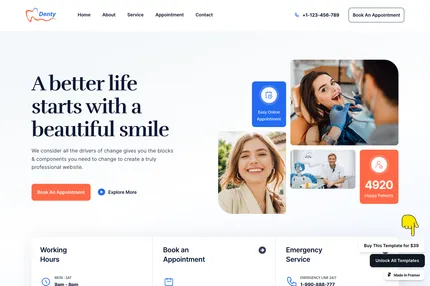 Denty
Home
About
Service
Appointment
Contact
+1-123-456-789
Book An Appointment
A better life
starts with a
beautiful smile
We consider all the drivers of change gives you the blocks
& components you need to change to create a truly
professional website.
Book An Appointment
Explore More
Easy Online
Appointment
4920
Happy Patients
Buy This Template for $39
Unlock All Templates
Made in Framer
Working
Hours
MON - SAT
9am - 8pm
Book an
Appointment
Emergency
Service
EMERGENCY LINE 24/7
1-990-888-777